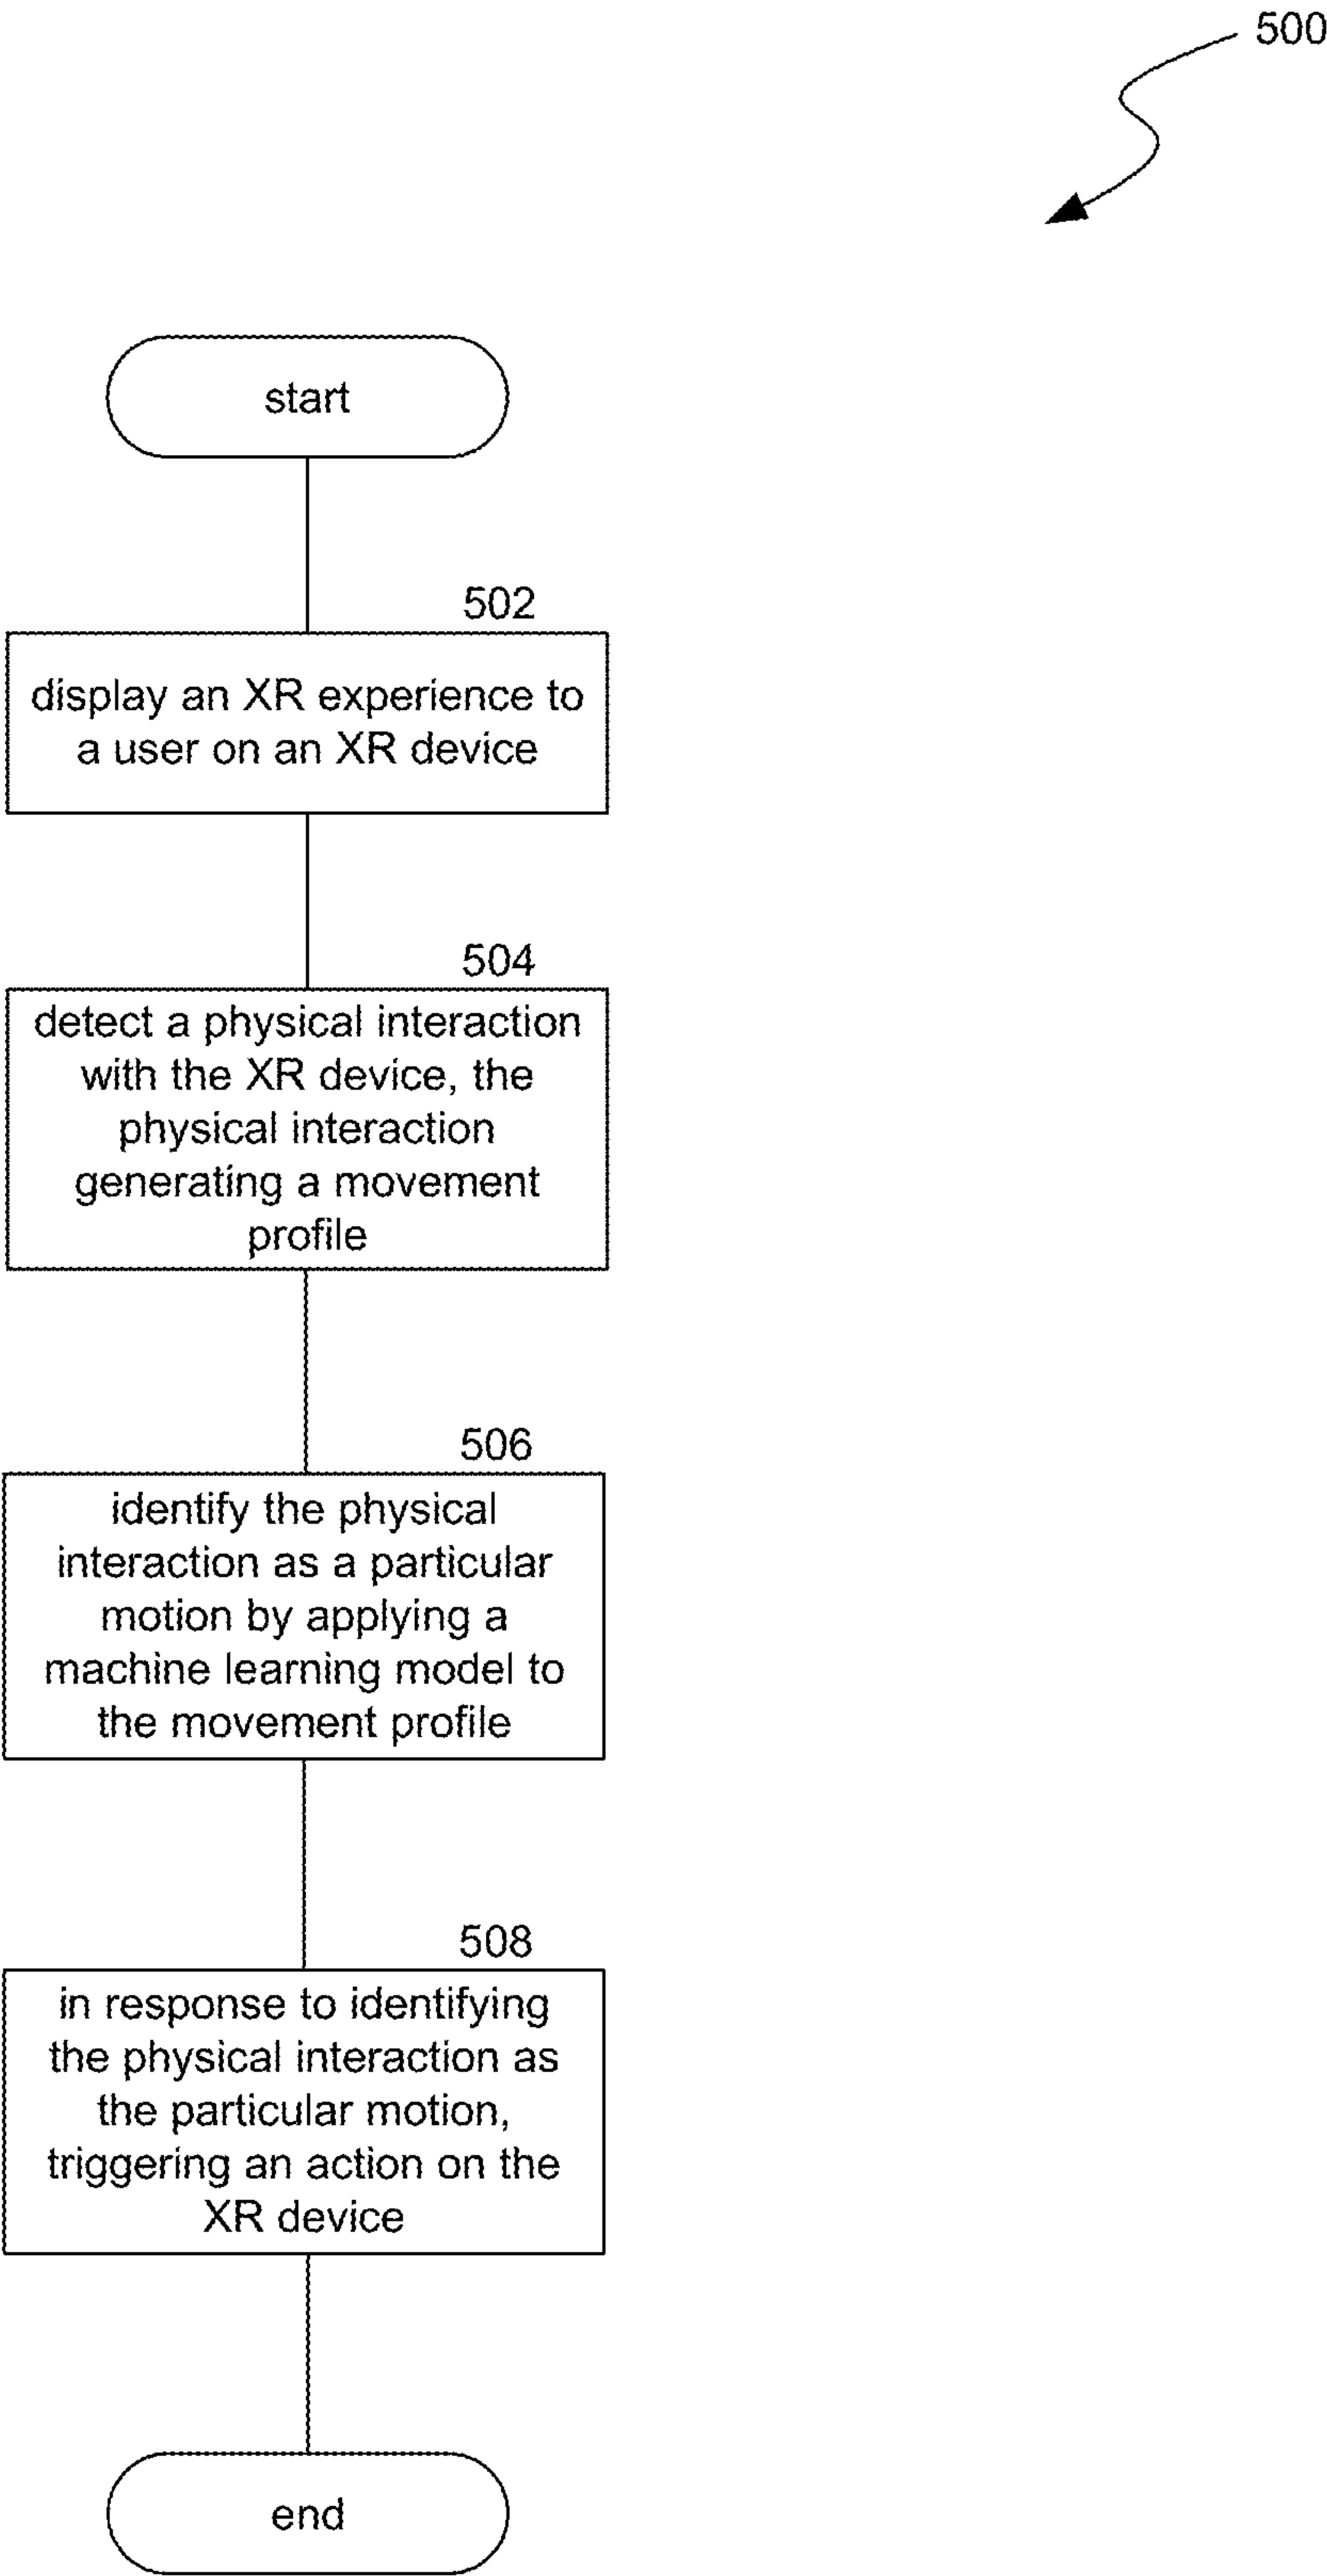 500
start
502
display an XR experience to
a user on an XR device
504
detect a physical interaction
with the XR device, the
physical interaction
generating a movement
profile
506
identify the physical
interaction as a particular
motion by applying a
machine learning model to
the movement profile
508
in response to identifying
the physical interaction as
the particular motion,
triggering an action on the
XR device
end